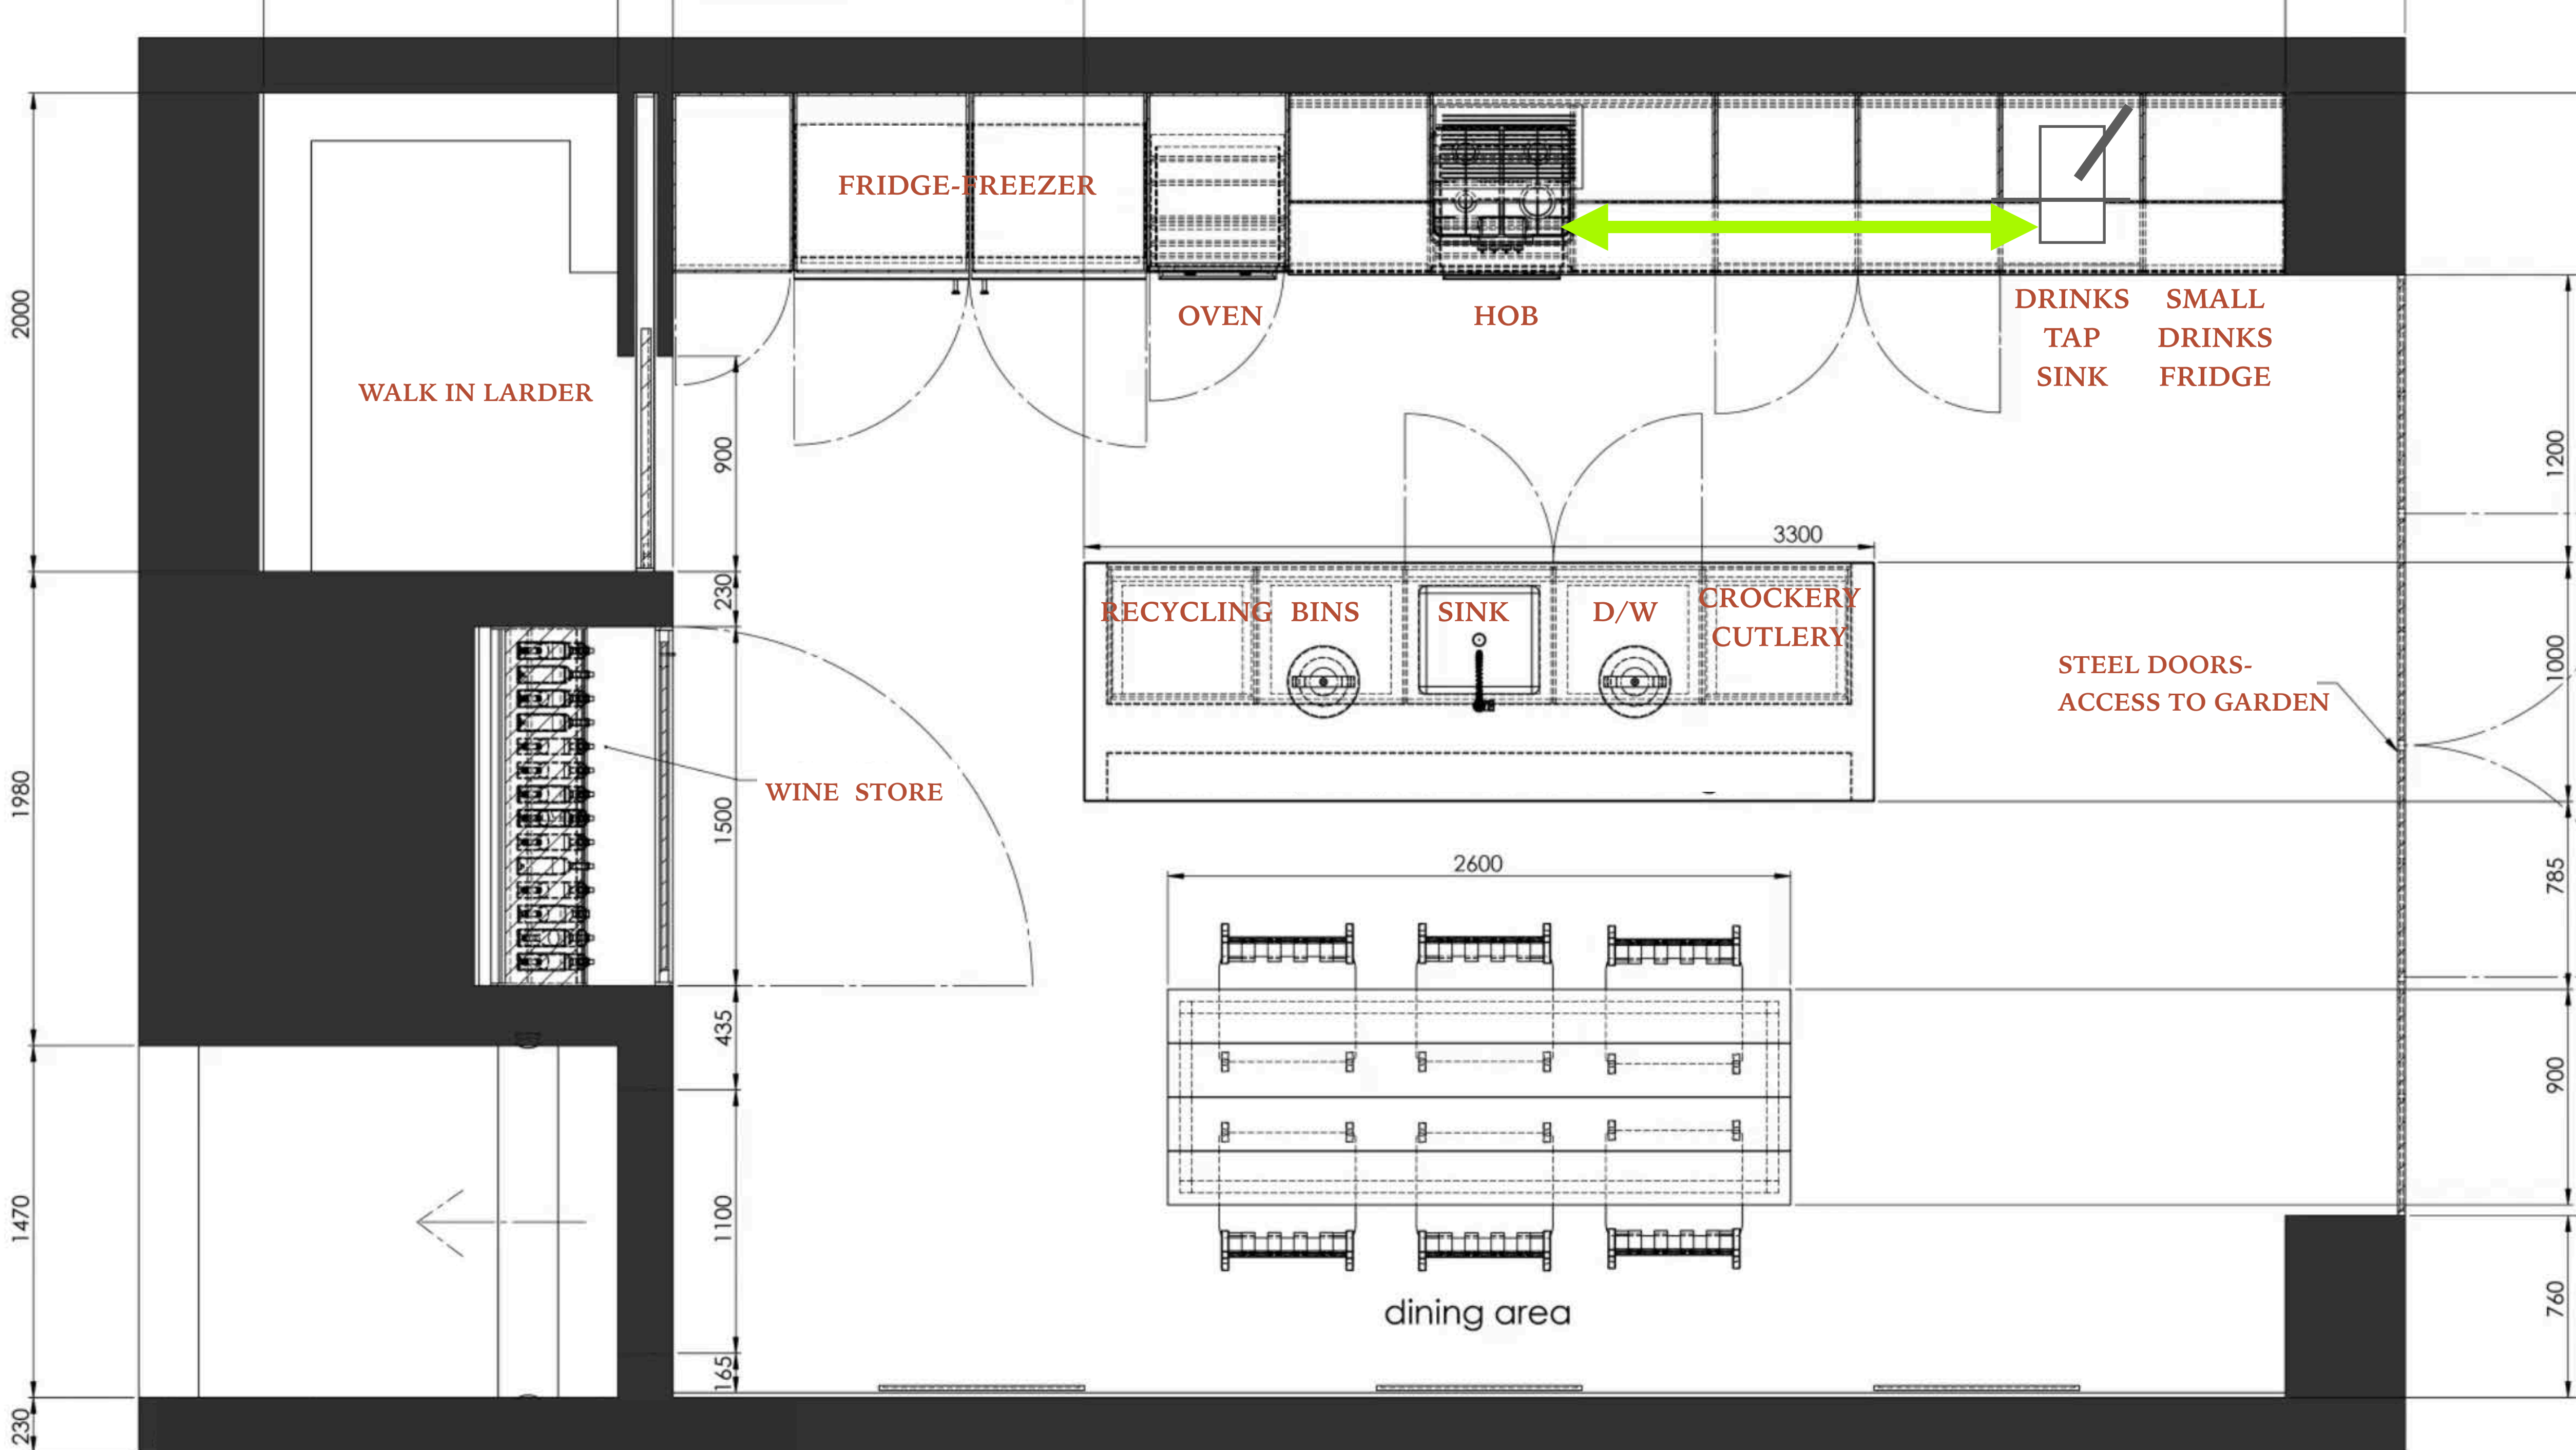 FRIDGE-FREEZER
OVEN
HOB
DRINKS
TAP
SINK
SMALL
DRINKS
FRIDGE
WALK IN LARDER
2000
900
1200
3300
230
RECYCLING
BINS
SINK
D/W
CROCKERY
CUTLERY
1000
STEEL DOORS-
ACCESS TO GARDEN
WINE STORE
1980
1500
785
2600
435
900
1470
1100
760
dining area
165
230